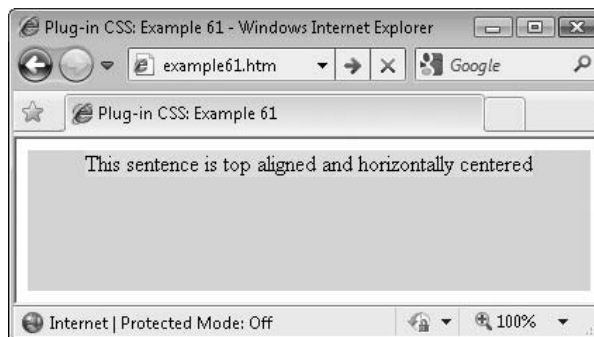 Plug-in CSS: Example 61 - Windows Internet Explorer
example61.htm
Google
Plug-in CSS: Example 61
This sentence is top aligned and horizontally centered
Internet | Protected Mode: Off
100%